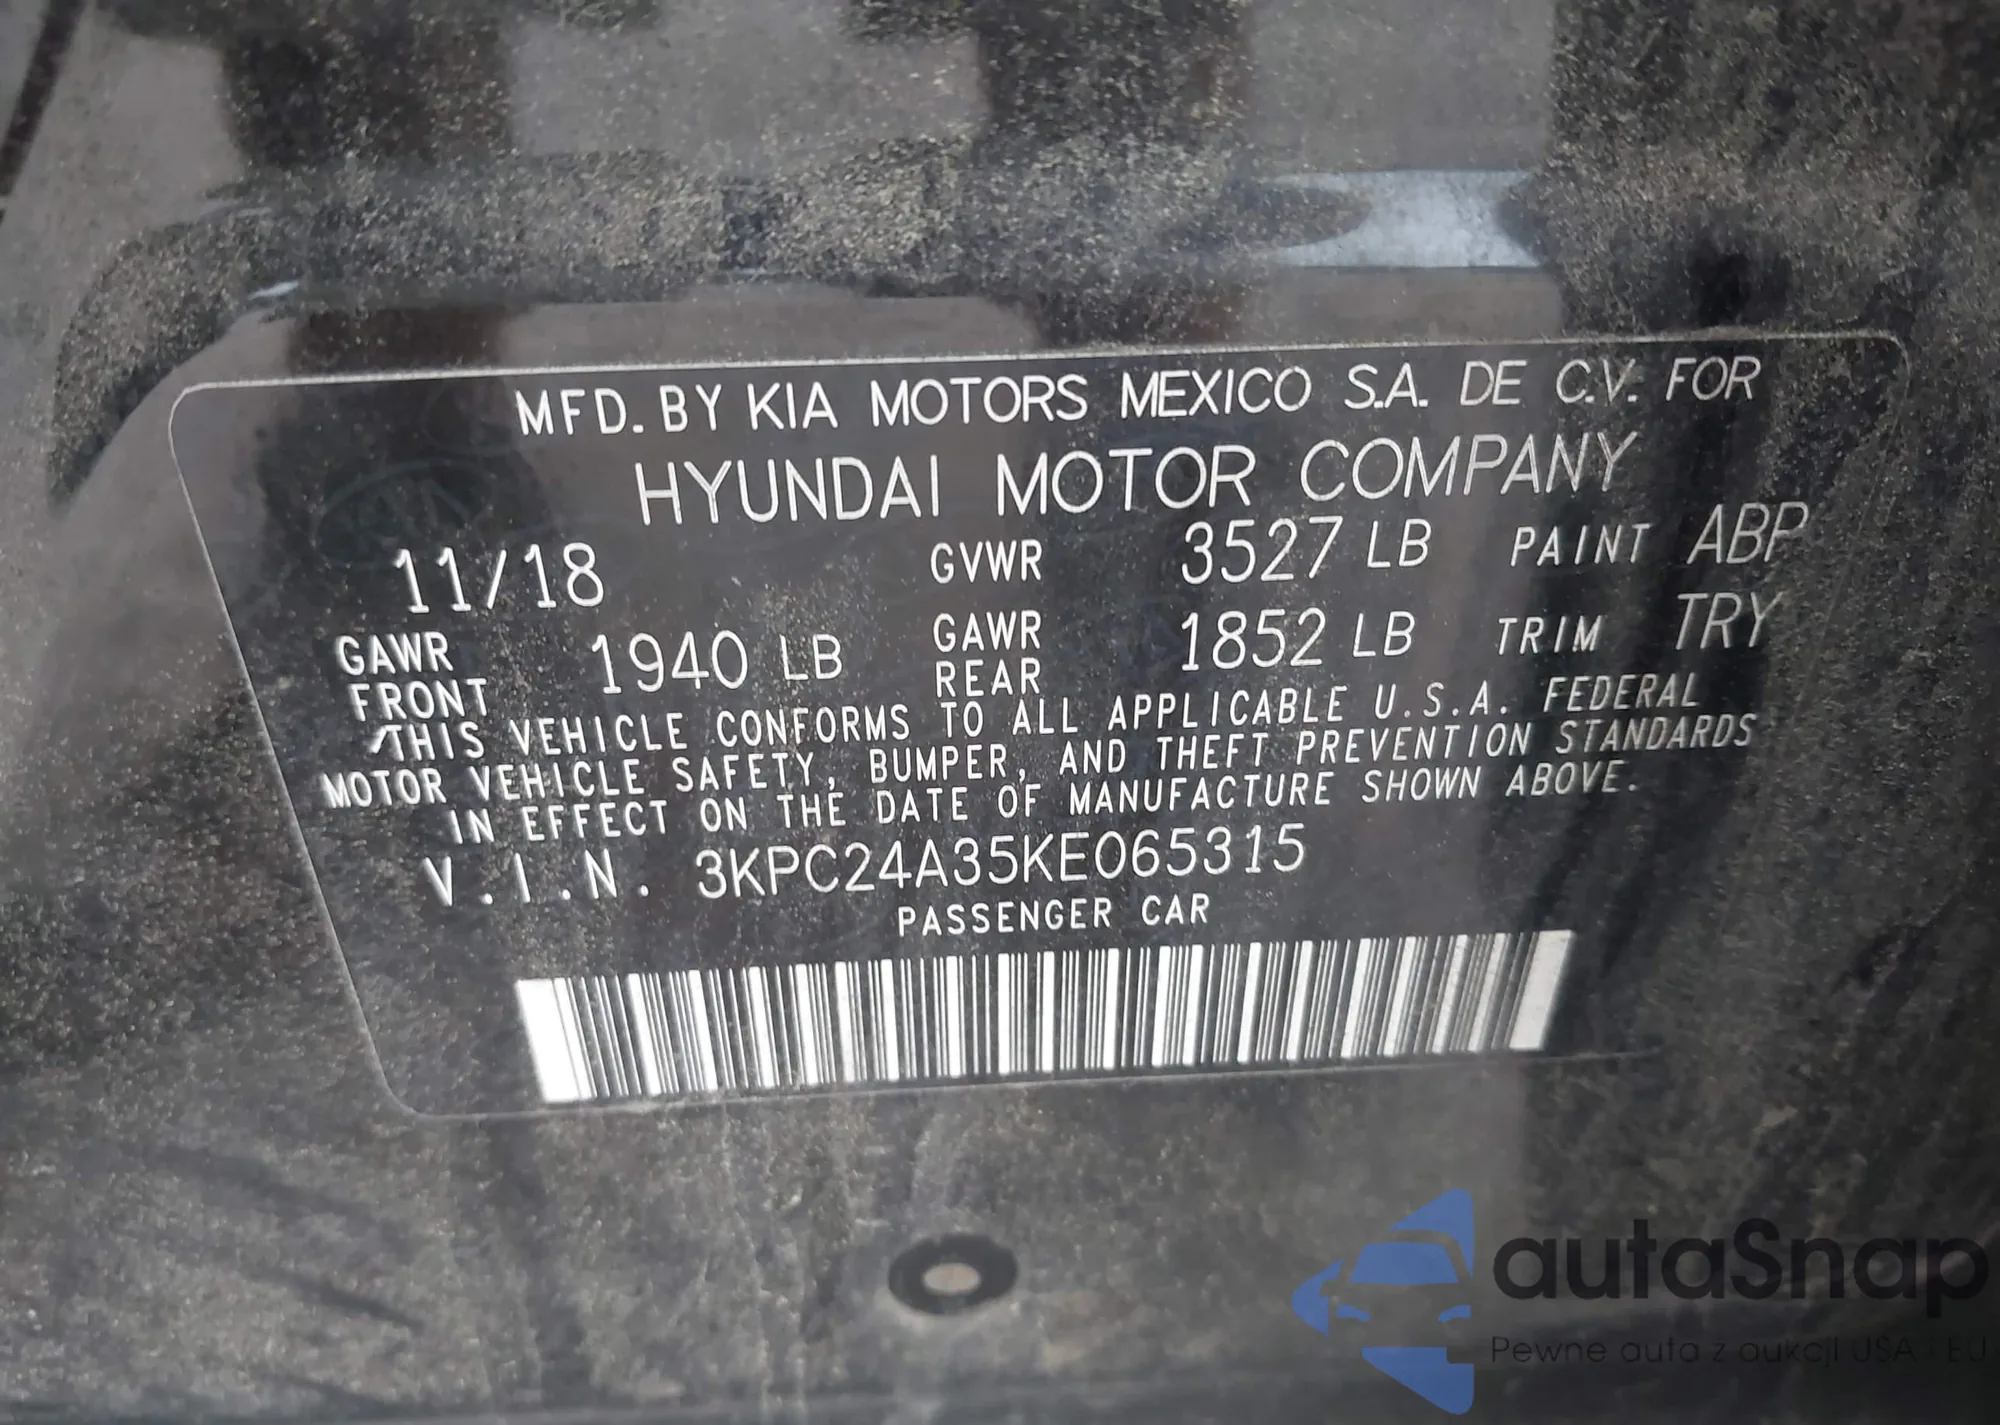 MFD. BY KIA MOTORS MEXICO S.A. DE C.V. FOR
HYUNDAI MOTOR COMPANY
11/18 GVWR 3527 LB PAINT ABP
GAWR FRONT 1940 LB GAWR REAR 1852 LB TRIM TRY
THIS VEHICLE CONFORMS TO ALL APPLICABLE U.S.A. FEDERAL
MOTOR VEHICLE SAFETY, BUMPER, AND THEFT PREVENTION STANDARDS
IN EFFECT ON THE DATE OF MANUFACTURE SHOWN ABOVE.
V.I.N. 3KPC24A35KE065315
PASSENGER CAR
autaSnap
Pewne auta z aukcji USA i EU